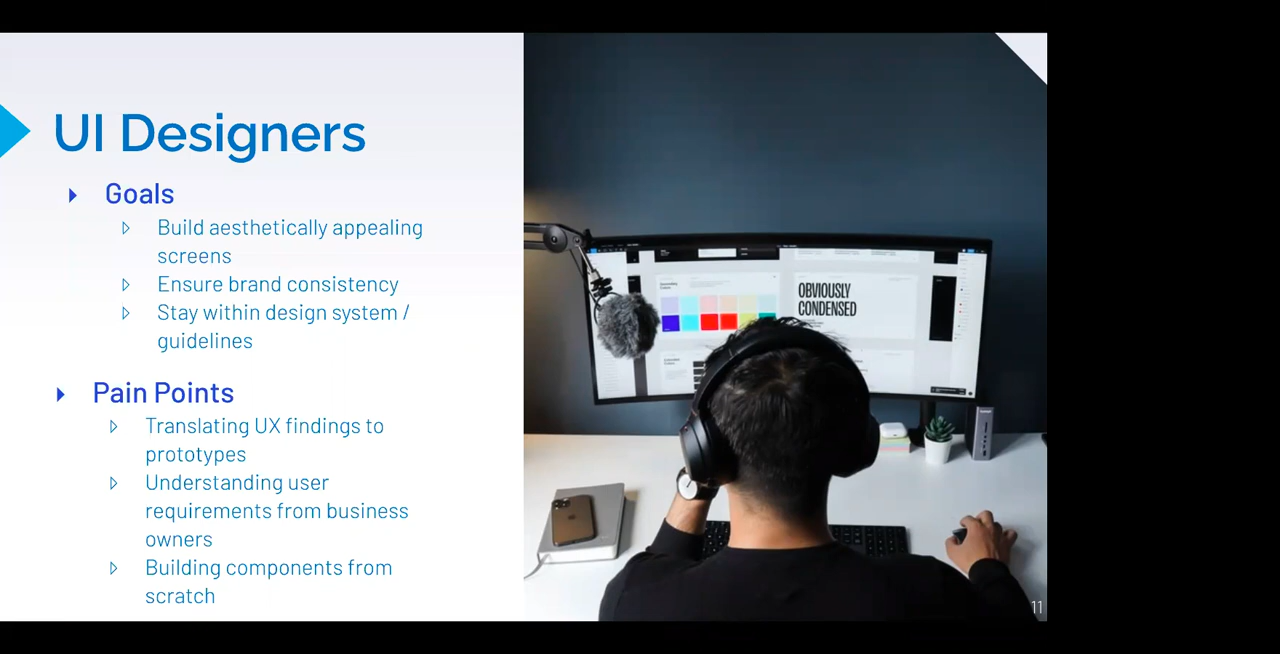 UI Designers
Goals
Build aesthetically appealing
screens
Ensure brand consistency
Stay within design system /
guidelines
Pain Points
Translating UX findings to
prototypes
Understanding user
requirements from business
owners
Building components from
scratch
OBVIOUSLY
CONDENSED
11